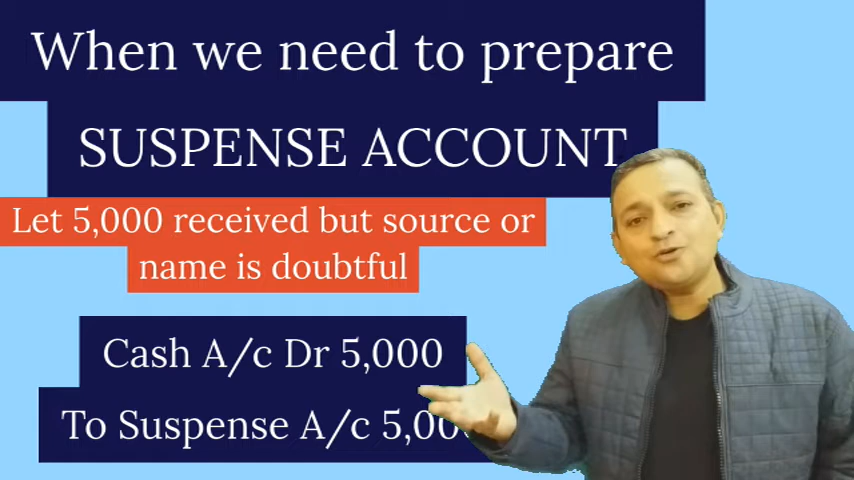 When we need to prepare
SUSPENSE ACCOUNT
Let 5,000 received but source or
name is doubtful
Cash A/c Dr 5,000
To Suspense A/c